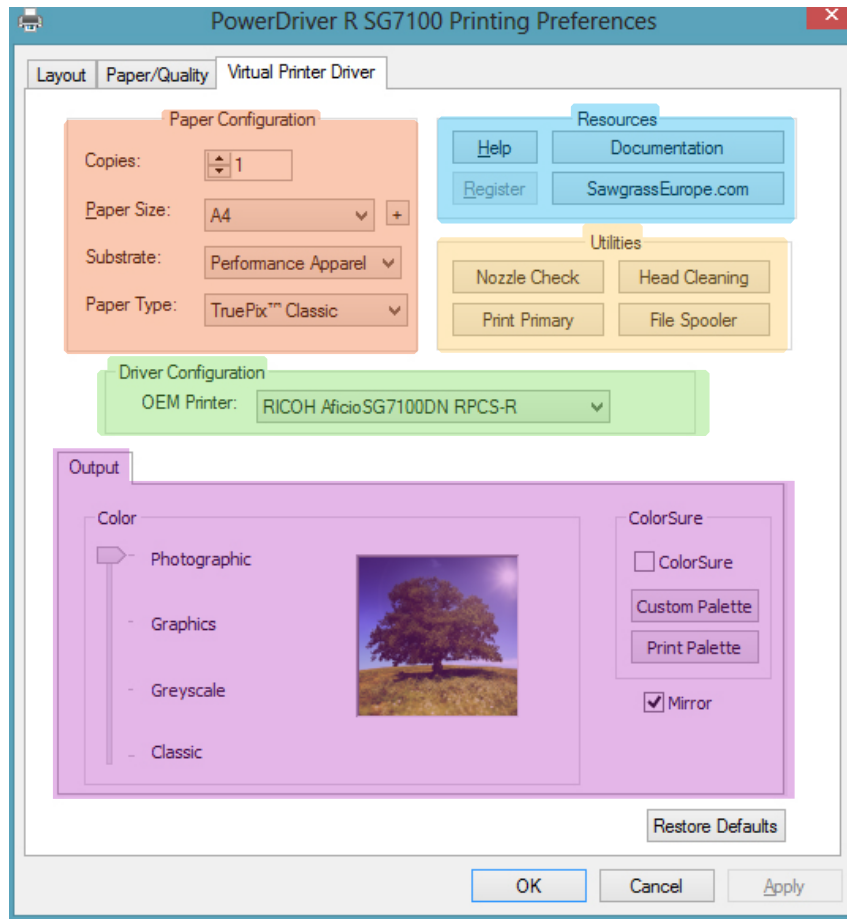 PowerDriver R SG7100 Printing Preferences
Layout
Paper/Quality
Virtual Printer Driver
Paper Configuration
Copies:
1
Paper Size:
A4
+
Substrate:
Performance Apparel
Paper Type:
TruePix™ Classic
Resources
Help
Documentation
Register
SawgrassEurope.com
Utilities
Nozzle Check
Head Cleaning
Print Primary
File Spooler
Driver Configuration
OEM Printer:
RICOH AficioSG7100DN RPCS-R
Output
Color
Photographic
Graphics
Greyscale
Classic
ColorSure
ColorSure
Custom Palette
Print Palette
Mirror
Restore Defaults
OK
Cancel
Apply